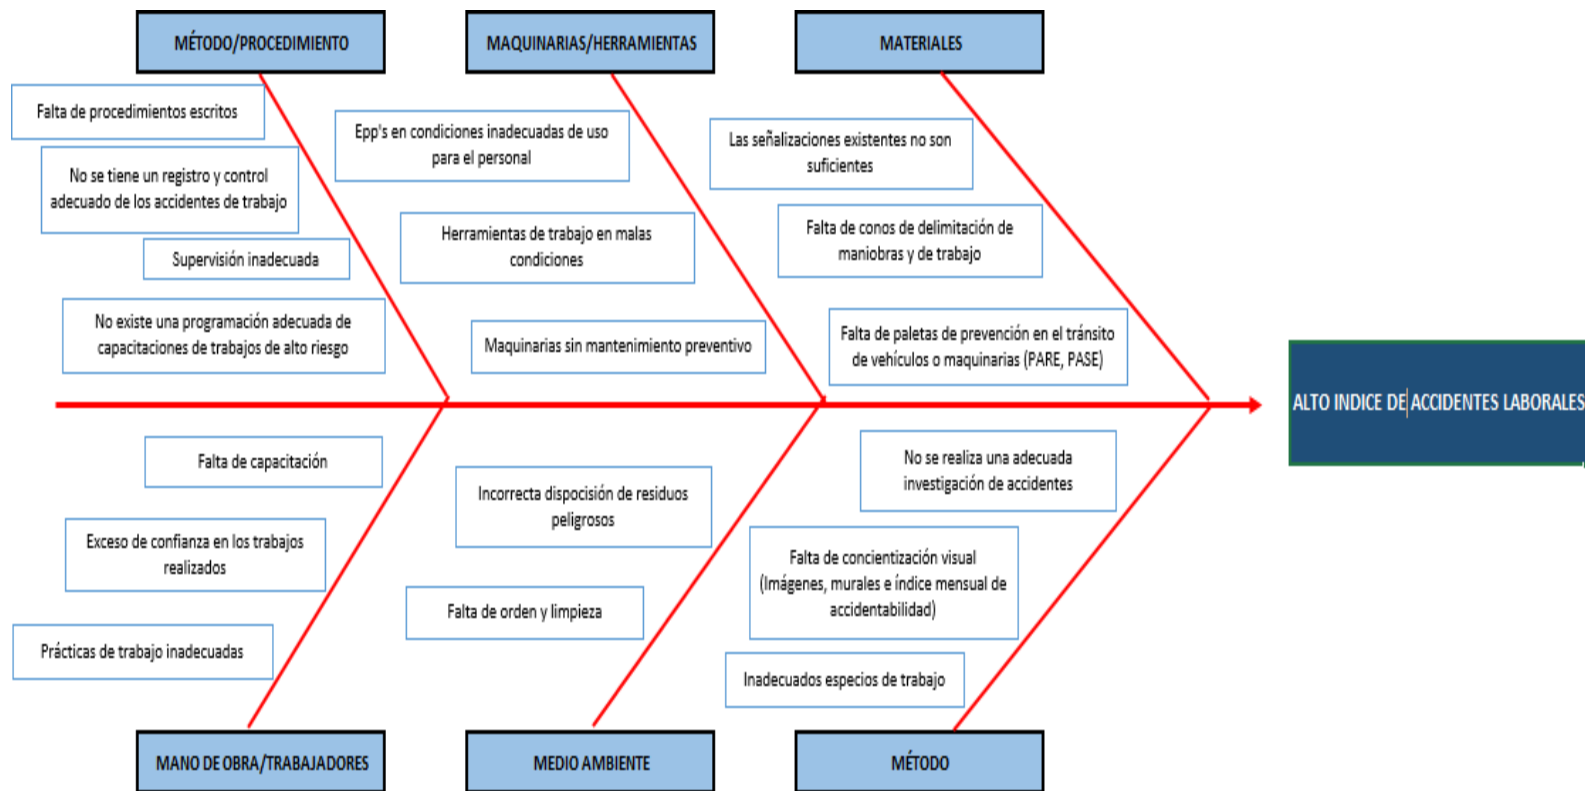 MÉTODO/PROCEDIMIENTO
MAQUINARIAS/HERRAMIENTAS
MATERIALES
Falta de procedimientos escritos
No se tiene un registro y control
adecuado de los accidentes de trabajo
Supervisión inadecuada
No existe una programación adecuada de
capacitaciones de trabajos de alto riesgo
Epp's en condiciones inadecuadas de uso
para el personal
Herramientas de trabajo en malas
condiciones
Maquinarias sin mantenimiento preventivo
Las señalizaciones existentes no son
suficientes
Falta de conos de delimitación de
maniobras y de trabajo
Falta de paletas de prevención en el tránsito
de vehículos o maquinarias (PARE, PASE)
ALTO INDICE DE ACCIDENTES LABORALES
Falta de capacitación
Exceso de confianza en los trabajos
realizados
Prácticas de trabajo inadecuadas
Incorrecta dispocisión de residuos
peligrosos
Falta de orden y limpieza
No se realiza una adecuada
investigación de accidentes
Falta de concientización visual
(Imágenes, murales e índice mensual de
accidentabilidad)
Inadecuados especios de trabajo
MANO DE OBRA/TRABAJADORES
MEDIO AMBIENTE
MÉTODO